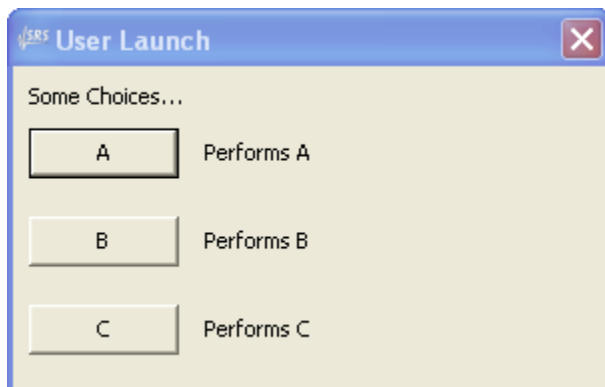 SRS User Launch
Some Choices...
A Performs A
B Performs B
C Performs C